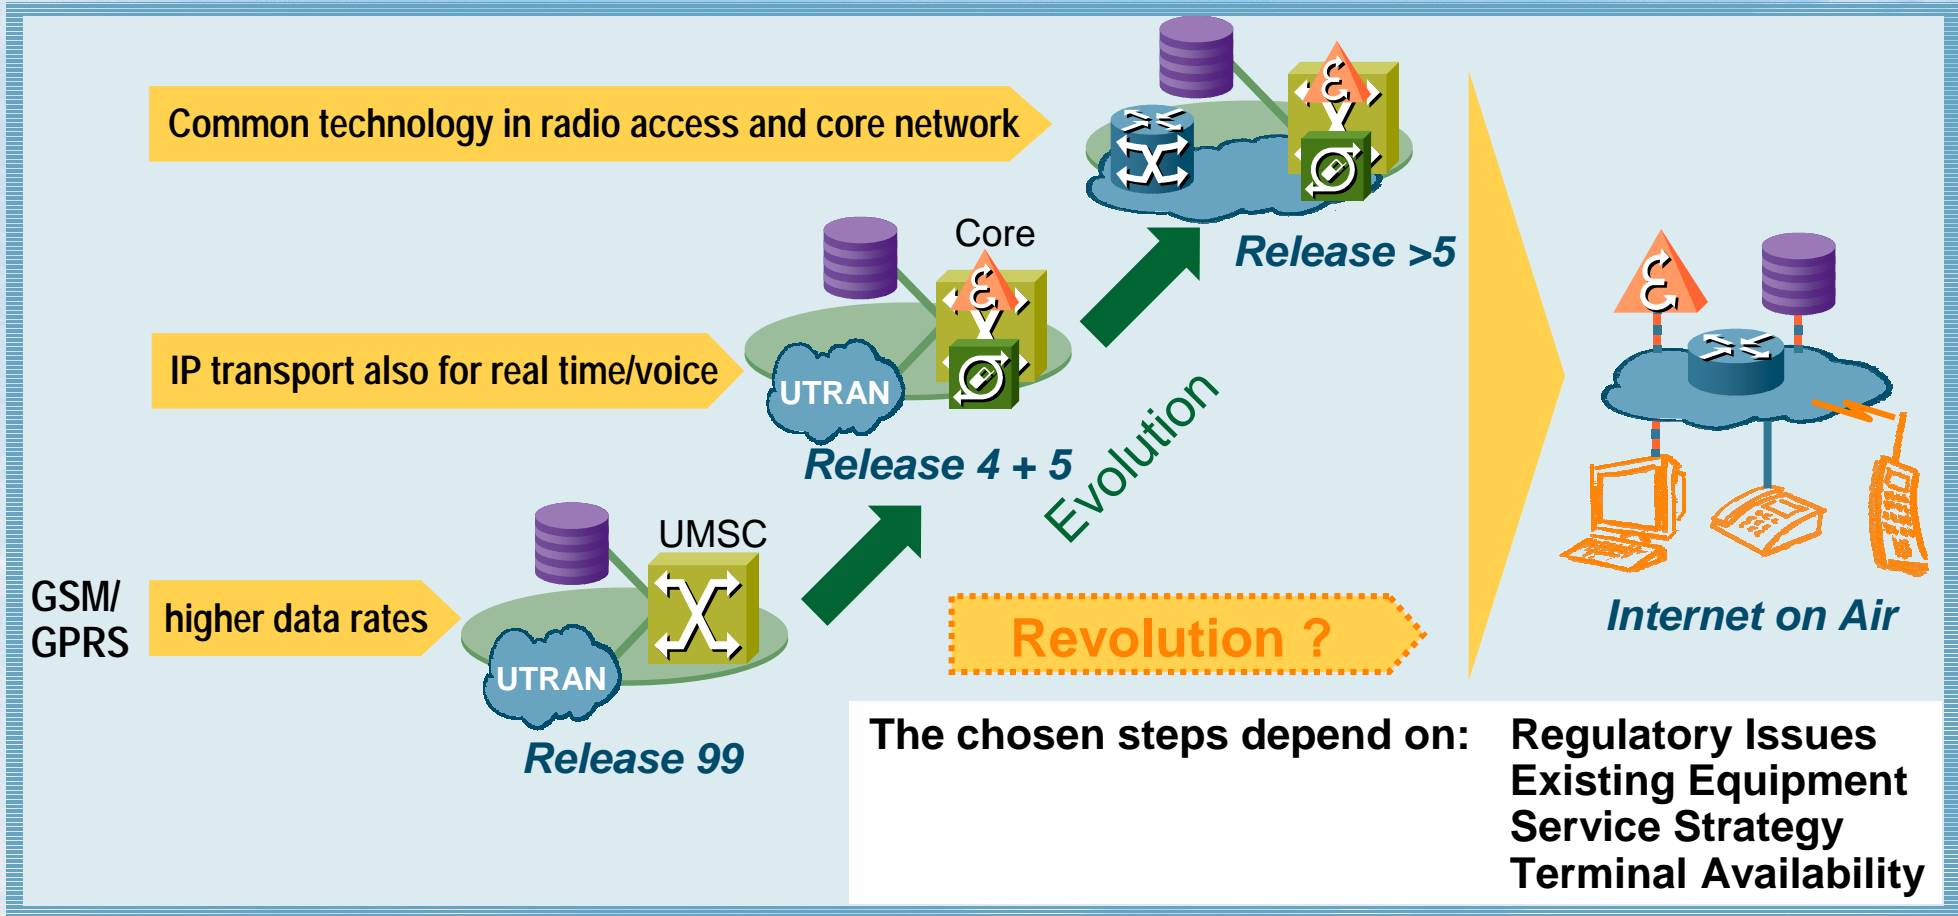 Common technology in radio access and core network
Release >5
Core
IP transport also for real time/voice
UTRAN
Release 4 + 5
Evolution
UMSC
GSM/
GPRS
higher data rates
UTRAN
Release 99
Revolution ?
Internet on Air
The chosen steps depend on: Regulatory Issues
Existing Equipment
Service Strategy
Terminal Availability